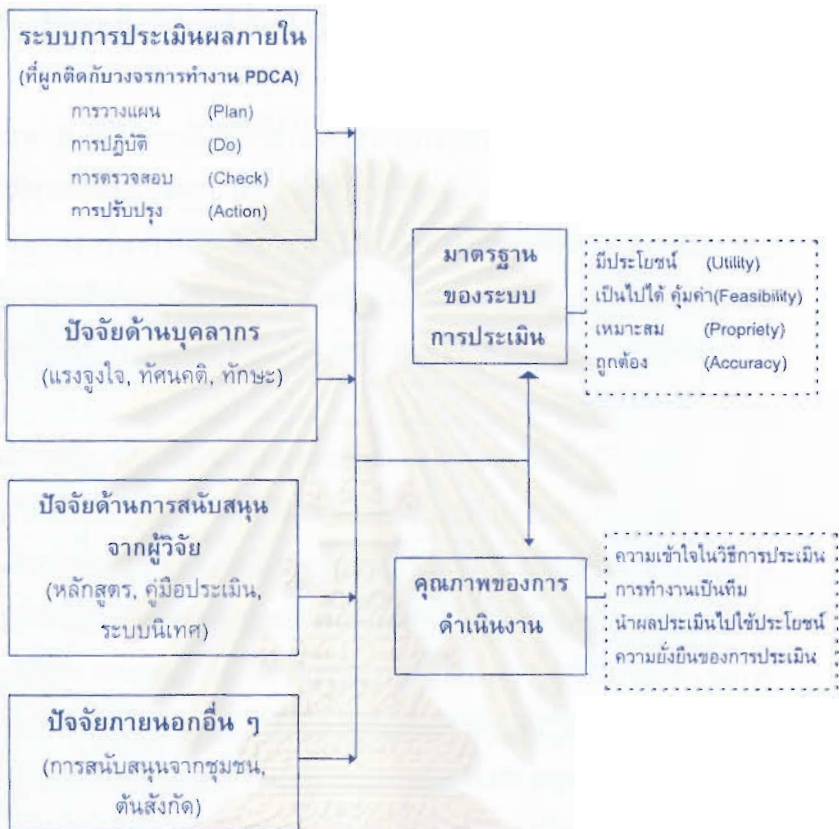 ระบบการประเมินผลภายใน
(ที่ผูกติดกับวงจรการทำงาน PDCA)
การวางแผน (Plan)
การปฏิบัติ (Do)
การตรวจสอบ (Check)
การปรับปรุง (Action)
ปัจจัยด้านบุคลากร
(แรงจูงใจ, ทัศนคติ, ทักษะ)
ปัจจัยด้านการสนับสนุน
จากผู้วิจัย
(หลักสูตร, คู่มือประเมิน,
ระบบนิเทศ)
ปัจจัยภายนอกอื่น ๆ
(การสนับสนุนจากชุมชน,
ต้นสังกัด)
มาตรฐาน
ของระบบ
การประเมิน
มีประโยชน์ (Utility)
เป็นไปได้ คุ้มค่า(Feasibility)
เหมาะสม (Propriety)
ถูกต้อง (Accuracy)
คุณภาพของการ
ดำเนินงาน
ความเข้าใจในวิธีการประเมิน
การทำงานเป็นทีม
นำผลประเมินไปใช้ประโยชน์
ความยั่งยืนของการประเมิน